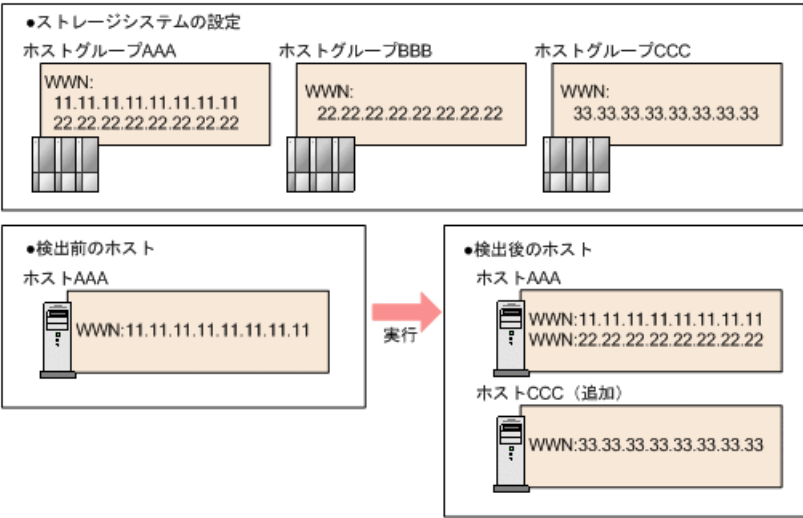 ●ストレージシステムの設定
ホストグループAAA
WWN:
11.11.11.11.11.11.11.11
22.22.22.22.22.22.22.22
ホストグループBBB
WWN:
22.22.22.22.22.22.22.22
ホストグループCCC
WWN:
33.33.33.33.33.33.33.33
●検出前のホスト
ホストAAA
WWN:11.11.11.11.11.11.11.11
実行
●検出後のホスト
ホストAAA
WWN:11.11.11.11.11.11.11.11
WWN:22.22.22.22.22.22.22.22
ホストCCC（追加）
WWN:33.33.33.33.33.33.33.33